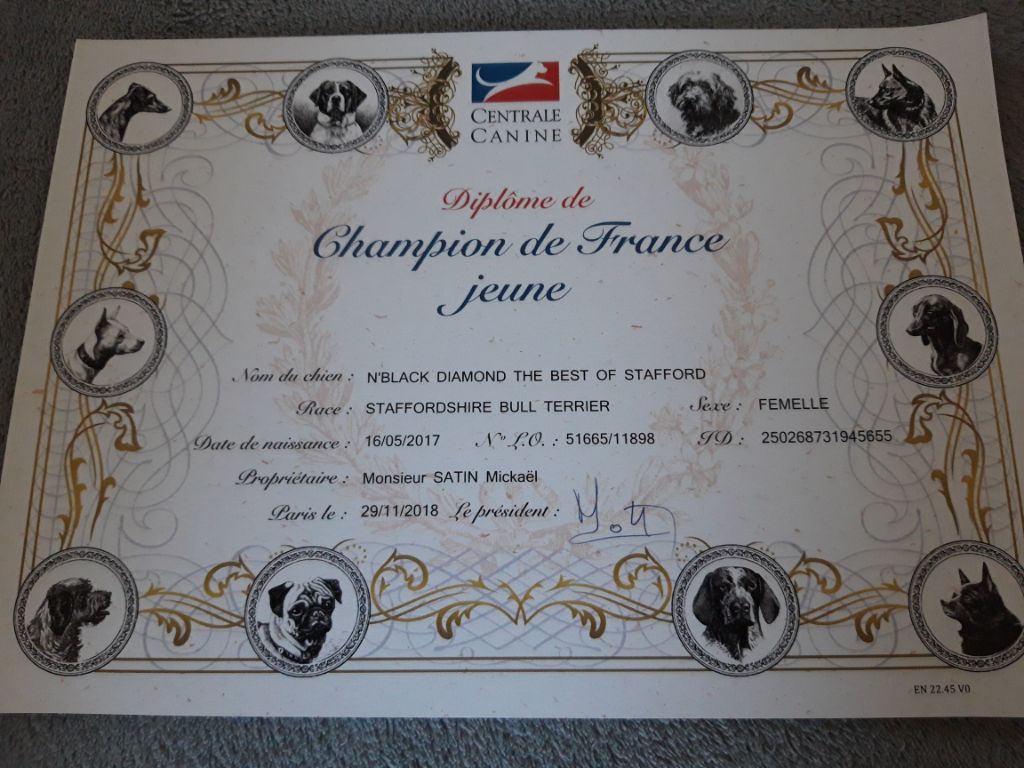 CENTRALE
CANINE
Diplôme de
Champion de France
jeune
Nom du chien : N'BLACK DIAMOND THE BEST OF STAFFORD
Race : STAFFORDSHIRE BULL TERRIER Sexe : FEMELLE
Date de naissance : 16/05/2017 N° L.O. : 51665/11898 ID : 250268731945655
Propriétaire : Monsieur SATIN Mickaël
Paris le : 29/11/2018 Le président :
EN 22.45 V0